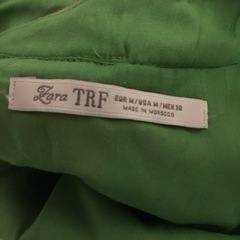 Zara TRF
EUR M / USA M / MEX 28
MADE IN MOROCCO